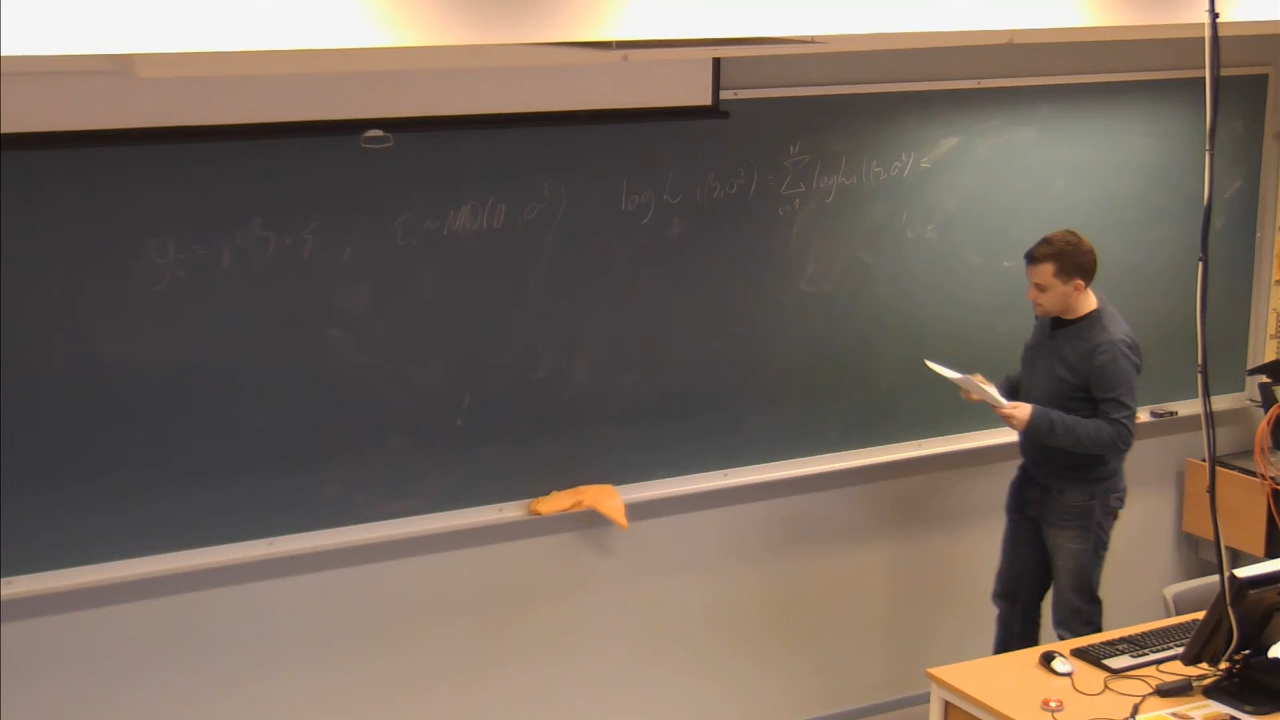 y_i = x_i'β + ε_i , ε_i ~ NID(0, σ²)
log L (β, σ²) = Σ_{i=1}^{N} log L_i (β, σ²) =